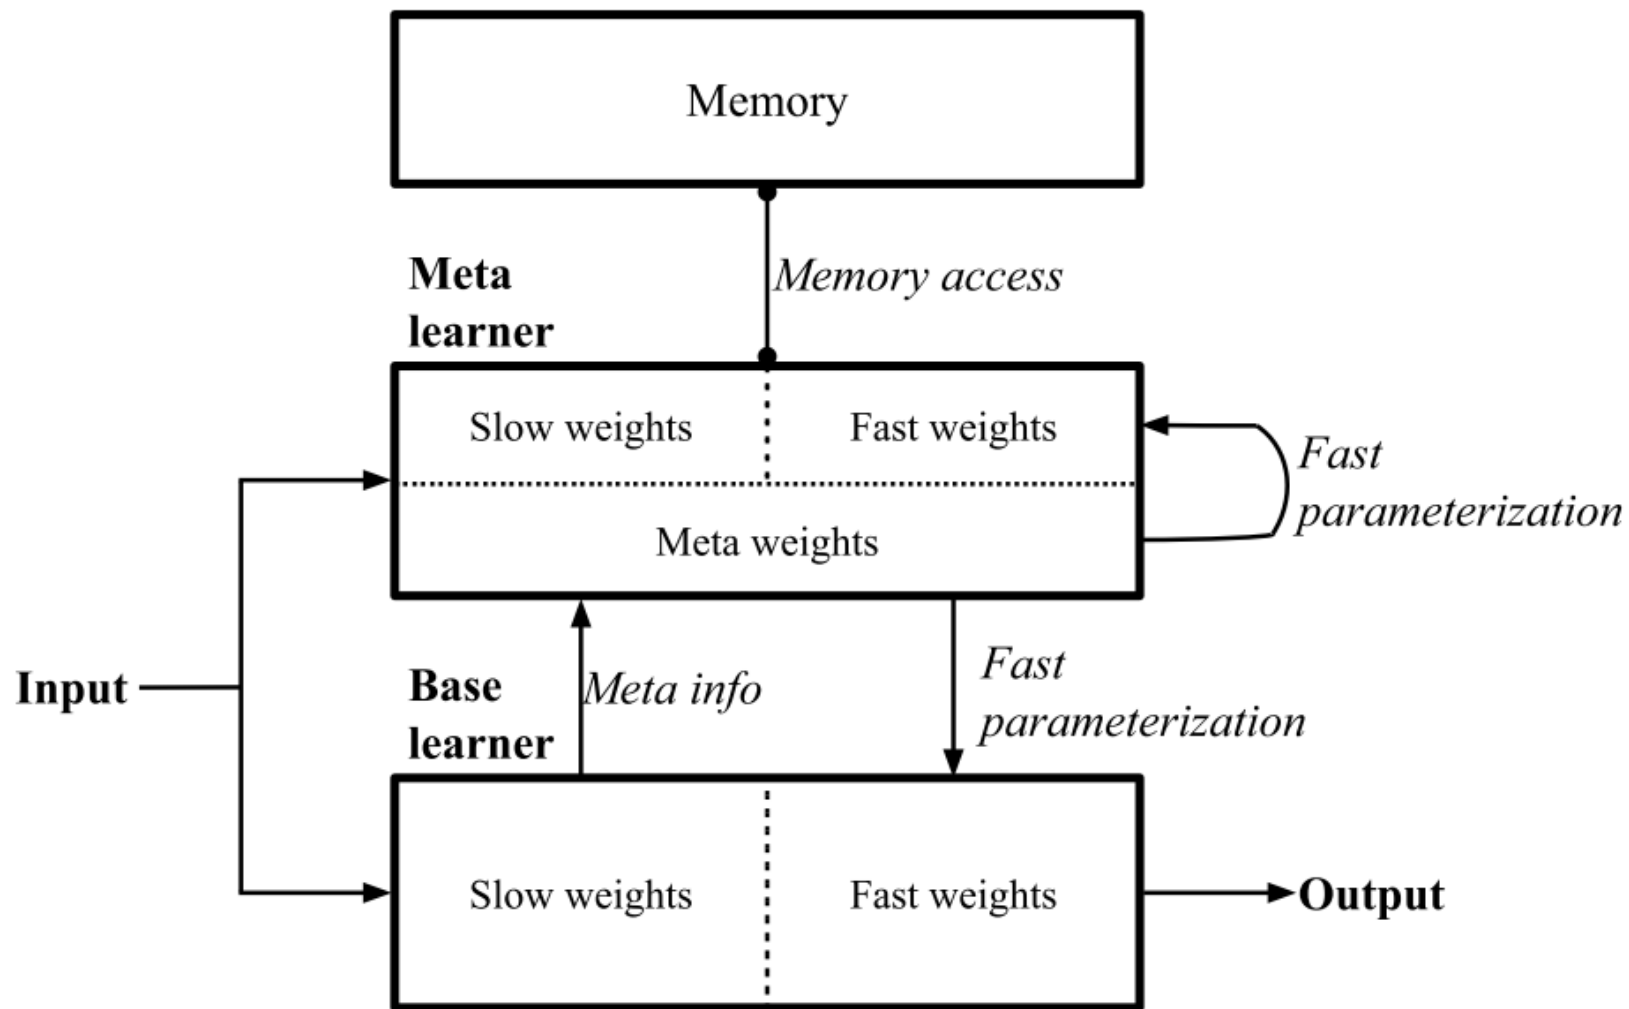 Memory
Meta
learner
Memory access
Slow weights
Fast weights
Fast
parameterization
Meta weights
Input
Base
learner
Meta info
Fast
parameterization
Slow weights
Fast weights
Output